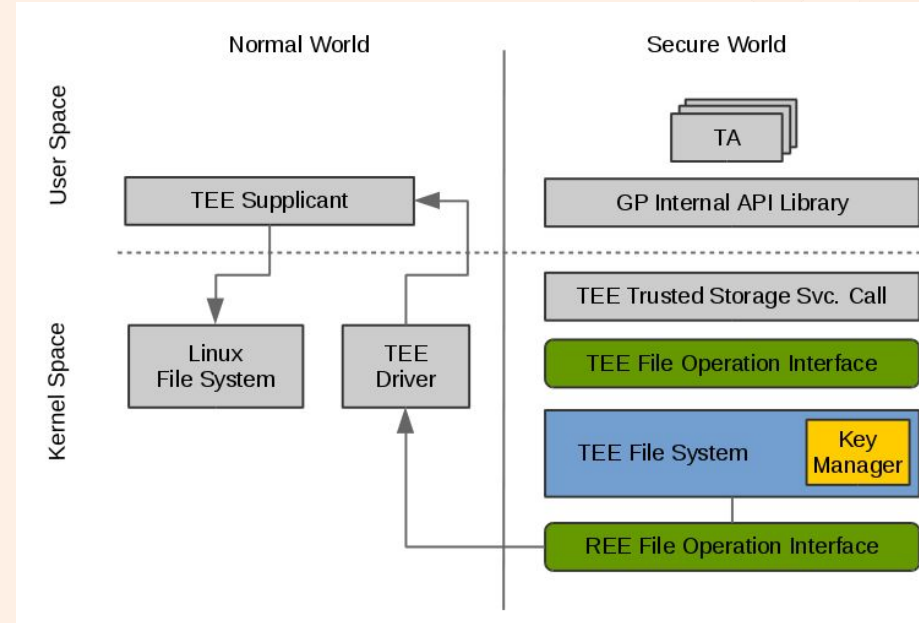 Normal World
Secure World
User Space
TA
TEE Supplicant
GP Internal API Library
Kernel Space
TEE Trusted Storage Svc. Call
Linux
File System
TEE
Driver
TEE File Operation Interface
TEE File System
Key
Manager
REE File Operation Interface